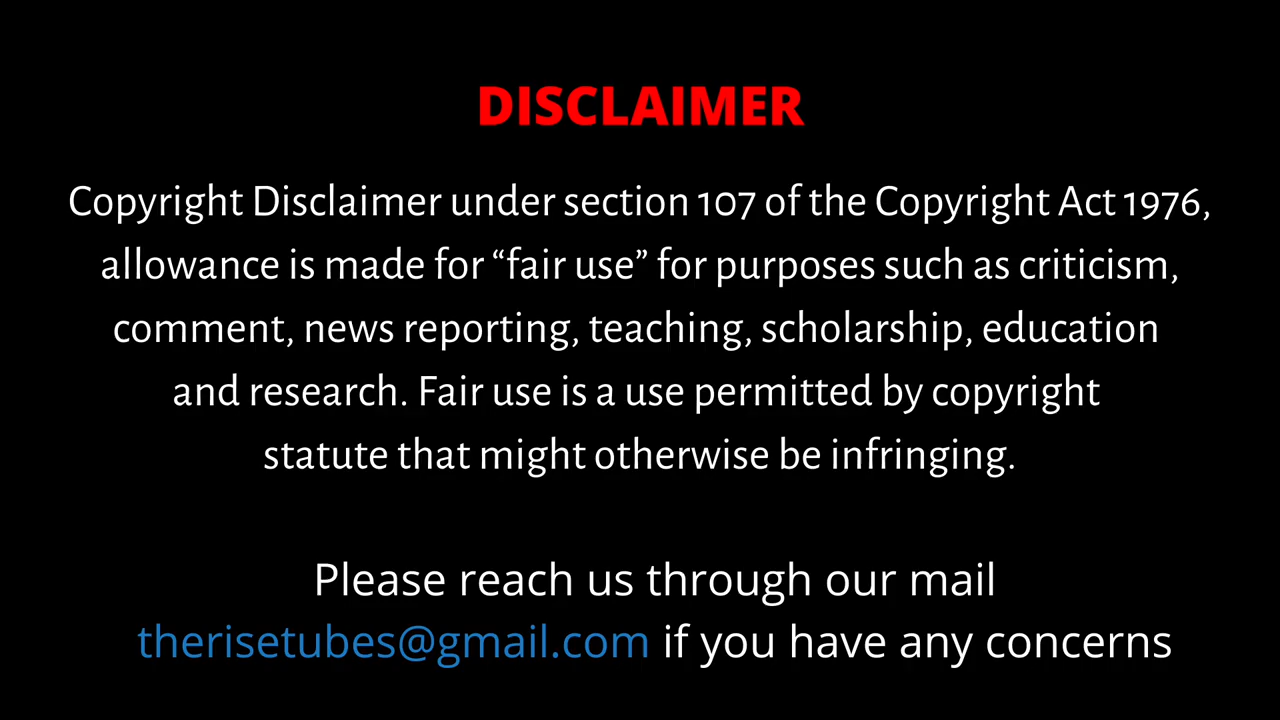 DISCLAIMER
Copyright Disclaimer under section 107 of the Copyright Act 1976,
allowance is made for “fair use” for purposes such as criticism,
comment, news reporting, teaching, scholarship, education
and research. Fair use is a use permitted by copyright
statute that might otherwise be infringing.
Please reach us through our mail
therisetubes@gmail.com if you have any concerns